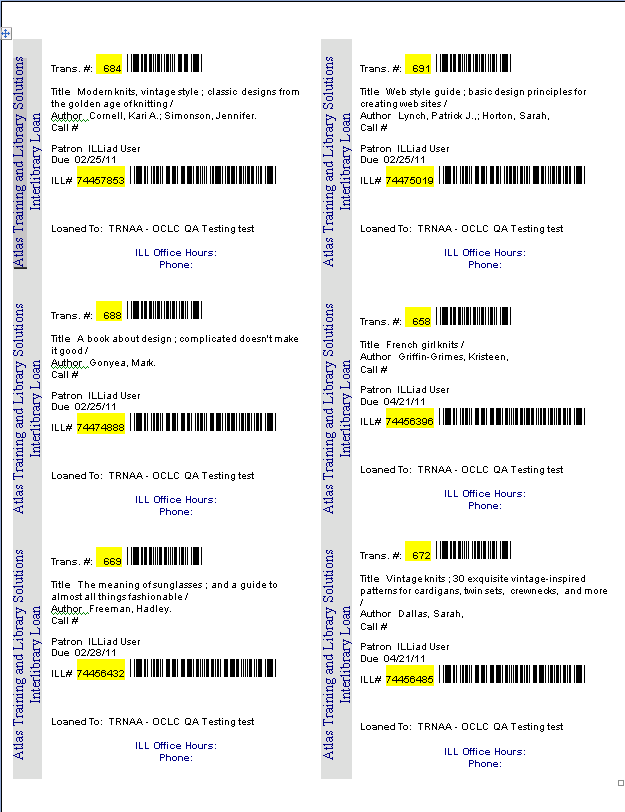 Atlas Training and Library Solutions
Interlibrary Loan
Trans. #: 684
Title Modern knits, vintage style ; classic designs from
the golden age of knitting /
Author Cornell, Kari A.; Simonson, Jennifer.
Call #
Patron ILLiad User
Due 02/25/11
ILL# 74457853
Loaned To: TRNAA - OCLC QA Testing test
ILL Office Hours:
Phone:
Atlas Training and Library Solutions
Interlibrary Loan
Trans. #: 691
Title Web style guide ; basic design principles for
creating web sites /
Author Lynch, Patrick J.,; Horton, Sarah,
Call #
Patron ILLiad User
Due 02/25/11
ILL# 74475019
Loaned To: TRNAA - OCLC QA Testing test
ILL Office Hours:
Phone:
Atlas Training and Library Solutions
Interlibrary Loan
Trans. #: 688
Title A book about design ; complicated doesn't make
it good /
Author Gonyea, Mark.
Call #
Patron ILLiad User
Due 02/25/11
ILL# 74474888
Loaned To: TRNAA - OCLC QA Testing test
ILL Office Hours:
Phone:
Atlas Training and Library Solutions
Interlibrary Loan
Trans. #: 658
Title French girl knits /
Author Griffin-Grimes, Kristeen,
Call #
Patron ILLiad User
Due 04/21/11
ILL# 74456396
Loaned To: TRNAA - OCLC QA Testing test
ILL Office Hours:
Phone:
Atlas Training and Library Solutions
Interlibrary Loan
Trans. #: 669
Title The meaning of sunglasses ; and a guide to
almost all things fashionable /
Author Freeman, Hadley.
Call #
Patron ILLiad User
Due 02/28/11
ILL# 74456432
Loaned To: TRNAA - OCLC QA Testing test
ILL Office Hours:
Phone:
Atlas Training and Library Solutions
Interlibrary Loan
Trans. #: 672
Title Vintage knits ; 30 exquisite vintage-inspired
patterns for cardigans, twin sets, crewnecks, and more
/
Author Dallas, Sarah,
Call #
Patron ILLiad User
Due 04/21/11
ILL# 74456485
Loaned To: TRNAA - OCLC QA Testing test
ILL Office Hours:
Phone: